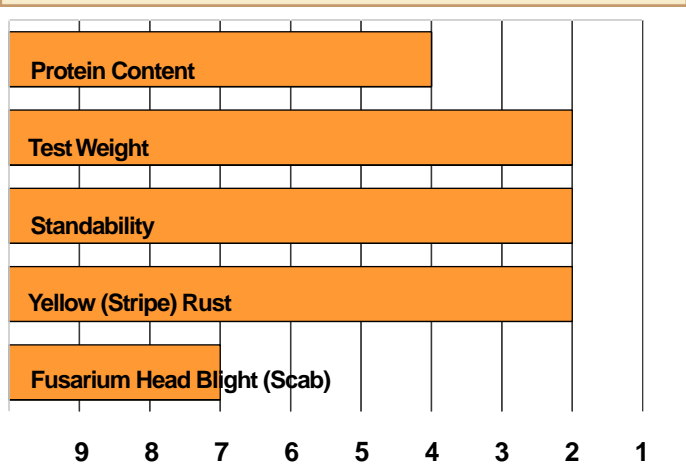 Protein Content
Test Weight
Standability
Yellow (Stripe) Rust
Fusarium Head Blight (Scab)
9 8 7 6 5 4 3 2 1